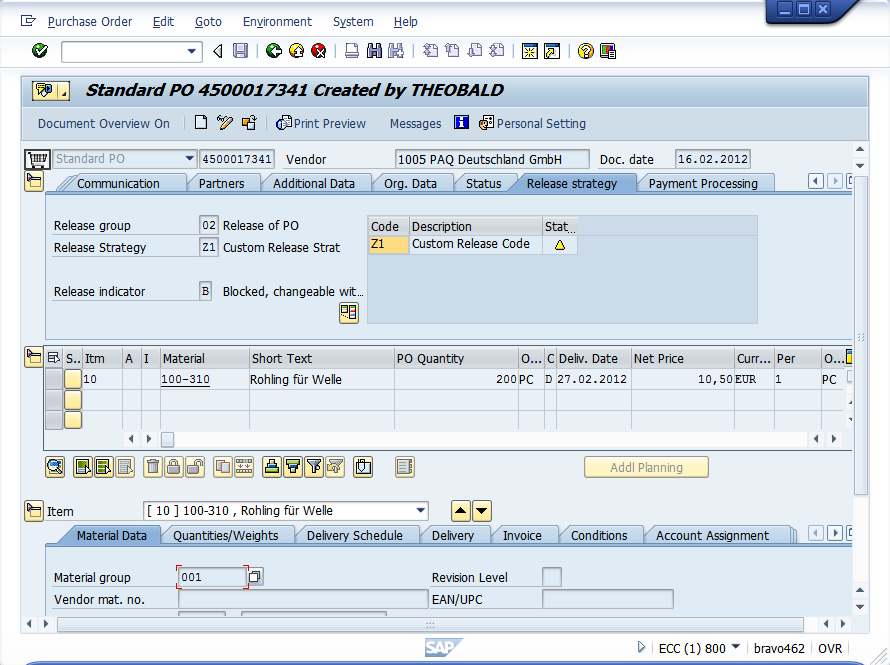 Purchase Order Edit Goto Environment System Help
Standard PO 4500017341 Created by THEOBALD
Document Overview On Print Preview Messages Personal Setting
Standard PO 4500017341 Vendor 1005 PAQ Deutschland GmbH Doc. date 16.02.2012
Communication Partners Additional Data Org. Data Status Release strategy Payment Processing
Release group 02 Release of PO
Release Strategy Z1 Custom Release Strat
Release indicator B Blocked, changeable wit...
Code Description Stat...
Z1 Custom Release Code
S.. Itm A I Material Short Text PO Quantity O... C Deliv. Date Net Price Curr... Per O...
10 100-310 Rohling für Welle 200 PC D 27.02.2012 10,50 EUR 1 PC
Addl Planning
Item [ 10 ] 100-310 , Rohling für Welle
Material Data Quantities/Weights Delivery Schedule Delivery Invoice Conditions Account Assignment
Material group 001 Revision Level
Vendor mat. no. EAN/UPC
SAP ECC (1) 800 bravo462 OVR